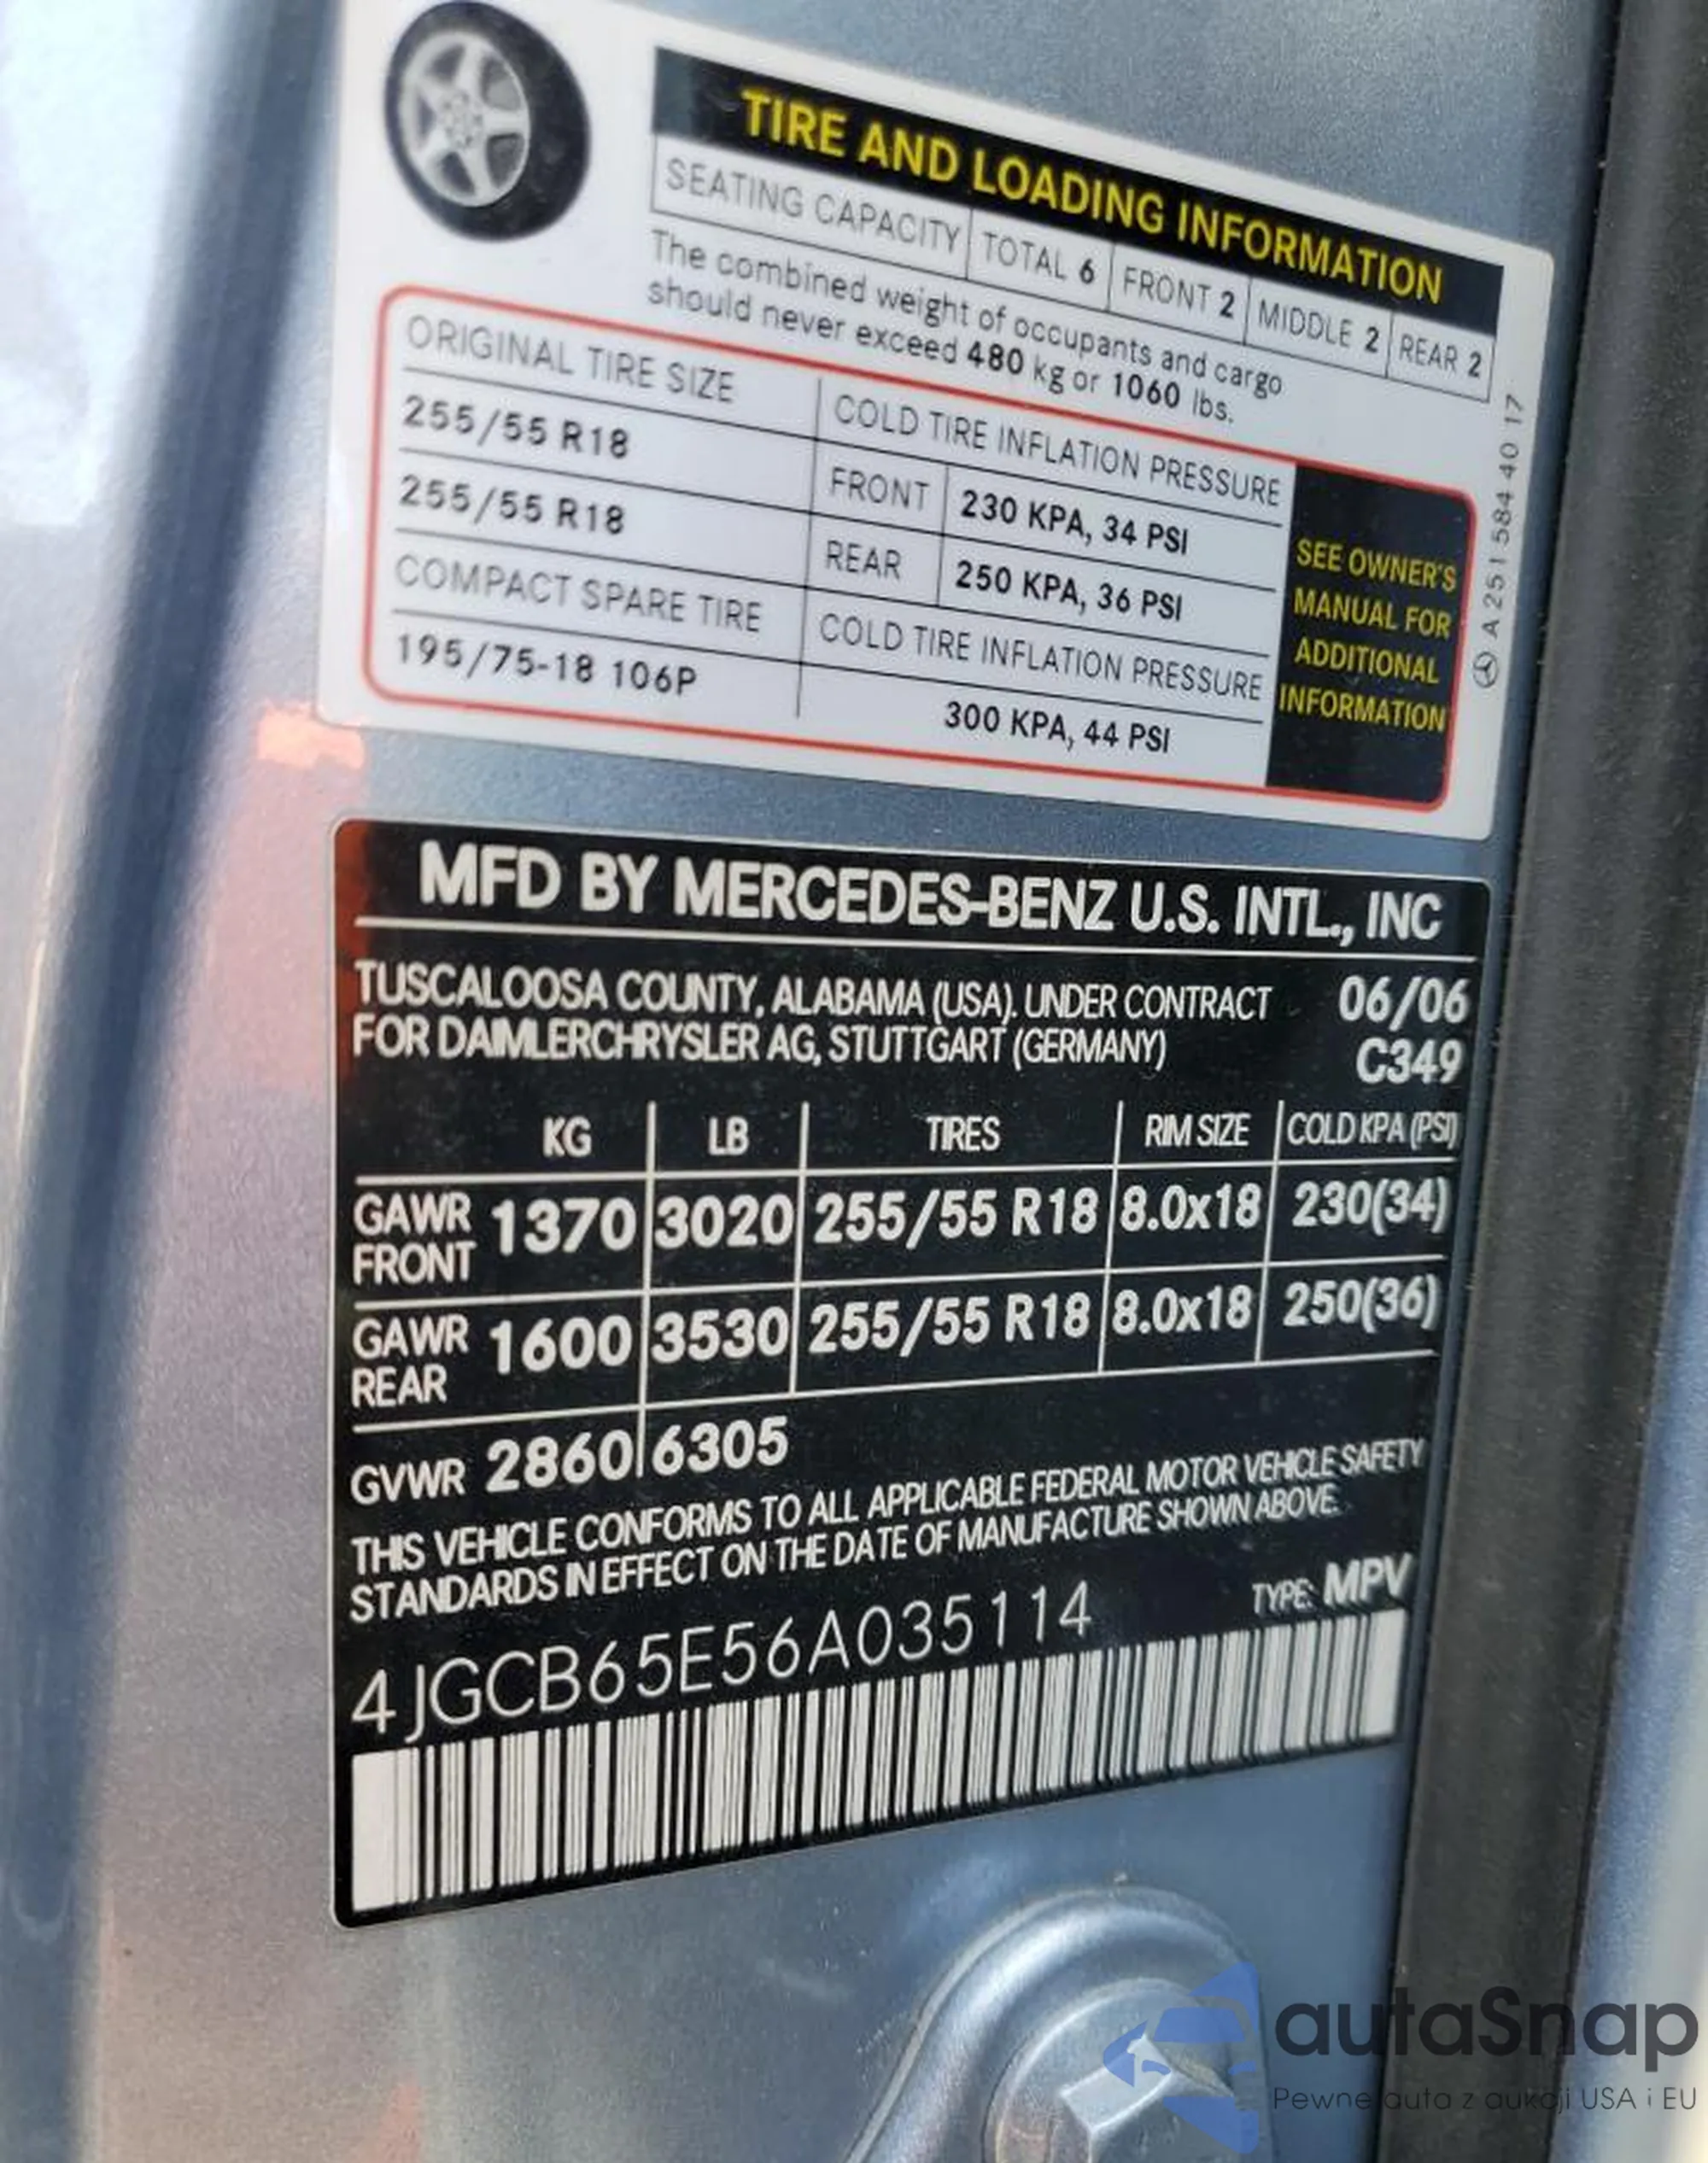 TIRE AND LOADING INFORMATION
SEATING CAPACITY TOTAL 6 FRONT 2 MIDDLE 2 REAR 2
The combined weight of occupants and cargo
should never exceed 480 kg or 1060 lbs.
ORIGINAL TIRE SIZE COLD TIRE INFLATION PRESSURE
255/55 R18 FRONT 230 KPA, 34 PSI
255/55 R18 REAR 250 KPA, 36 PSI
COMPACT SPARE TIRE COLD TIRE INFLATION PRESSURE
195/75-18 106P 300 KPA, 44 PSI
SEE OWNER'S
MANUAL FOR
ADDITIONAL
INFORMATION
A 251 584 40 17
MFD BY MERCEDES-BENZ U.S. INTL., INC
TUSCALOOSA COUNTY, ALABAMA (USA). UNDER CONTRACT 06/06
FOR DAIMLERCHRYSLER AG, STUTTGART (GERMANY) C349
KG LB TIRES RIM SIZE COLD KPA (PSI)
GAWR FRONT 1370 3020 255/55 R18 8.0x18 230(34)
GAWR REAR 1600 3530 255/55 R18 8.0x18 250(36)
GVWR 2860 6305
THIS VEHICLE CONFORMS TO ALL APPLICABLE FEDERAL MOTOR VEHICLE SAFETY
STANDARDS IN EFFECT ON THE DATE OF MANUFACTURE SHOWN ABOVE.
4JGCB65E56A035114 TYPE: MPV
autaSnap
Pewne auta z aukcji USA i EU